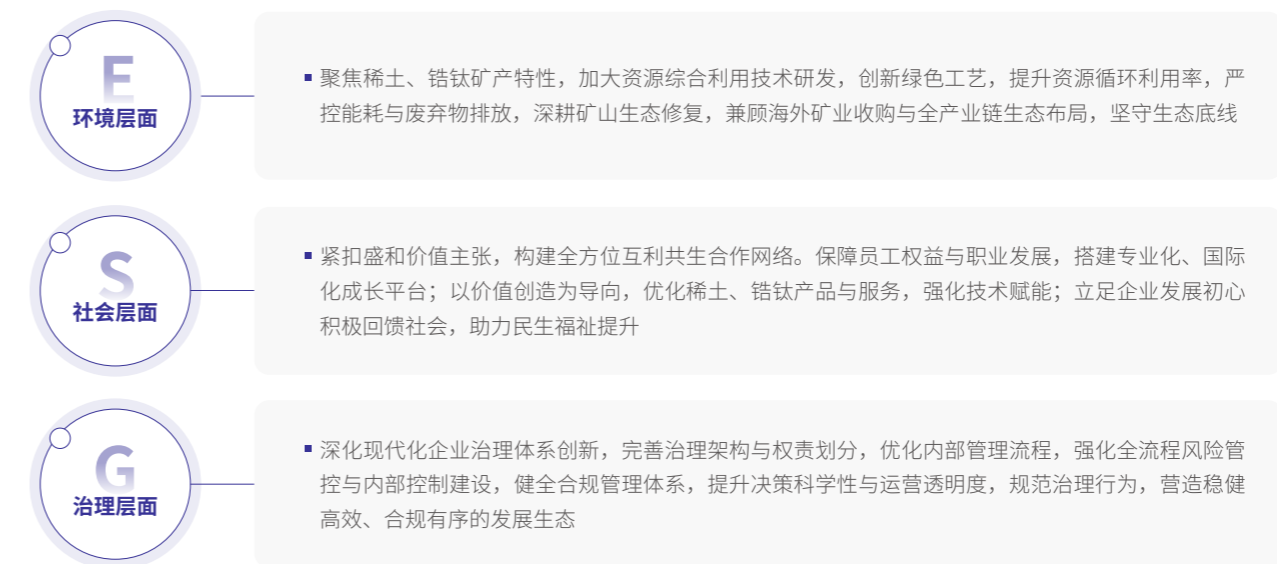 E
环境层面
聚焦稀土、锆钛矿产特性，加大资源综合利用技术研发，创新绿色工艺，提升资源循环利用率，严
控能耗与废弃物排放，深耕矿山生态修复，兼顾海外矿业收购与全产业链生态布局，坚守生态底线
S
社会层面
紧扣盛和价值主张，构建全方位互利共生合作网络。保障员工权益与职业发展，搭建专业化、国际
化成长平台；以价值创造为导向，优化稀土、锆钛产品与服务，强化技术赋能；立足企业发展初心
积极回馈社会，助力民生福祉提升
G
治理层面
深化现代化企业治理体系创新，完善治理架构与权责划分，优化内部管理流程，强化全流程风险管
控与内部控制建设，健全合规管理体系，提升决策科学性与运营透明度，规范治理行为，营造稳健
高效、合规有序的发展生态